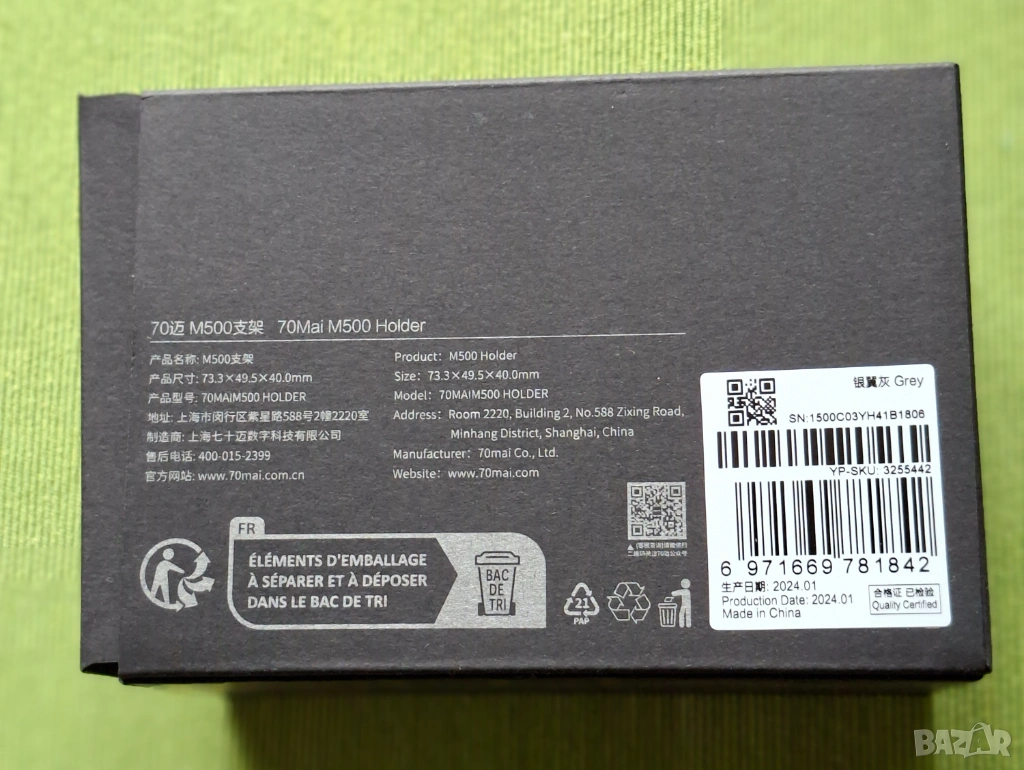 70迈 M500支架 70Mai M500 Holder
产品名称: M500支架
产品尺寸: 73.3×49.5×40.0mm
产品型号: 70MAIM500 HOLDER
地址: 上海市闵行区紫星路588号2幢2220室
制造商: 上海七十迈数字科技有限公司
售后电话: 400-015-2399
官方网站: www.70mai.com.cn
Product: M500 Holder
Size: 73.3×49.5×40.0mm
Model: 70MAIM500 HOLDER
Address: Room 2220, Building 2, No.588 Zixing Road,
Minhang District, Shanghai, China
Manufacturer: 70mai Co., Ltd.
Website: www.70mai.com
银翼灰 Grey
SN:1500C03YH41B1806
YP-SKU: 3255442
6 971669 781842
生产日期: 2024.01
Production Date: 2024.01
Made in China
合格证 已检验
Quality Certified
FR
ÉLÉMENTS D'EMBALLAGE
À SÉPARER ET À DÉPOSER
DANS LE BAC DE TRI
BAC
DE
TRI
21
PAP
BAZAR